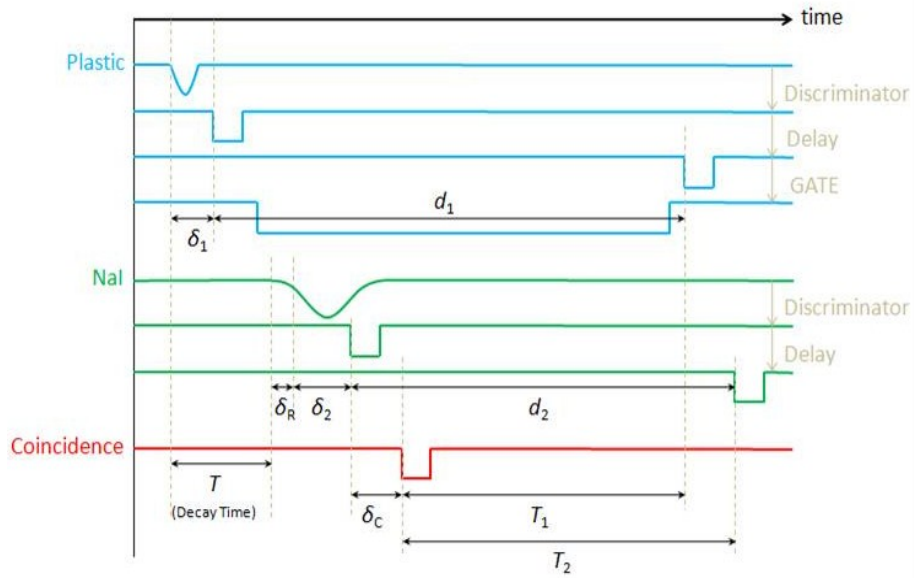 time
Plastic
Discriminator
Delay
GATE
d₁
δ₁
NaI
Discriminator
Delay
δR δ₂ d₂
Coincidence
T
(Decay Time)
δC T₁
T₂